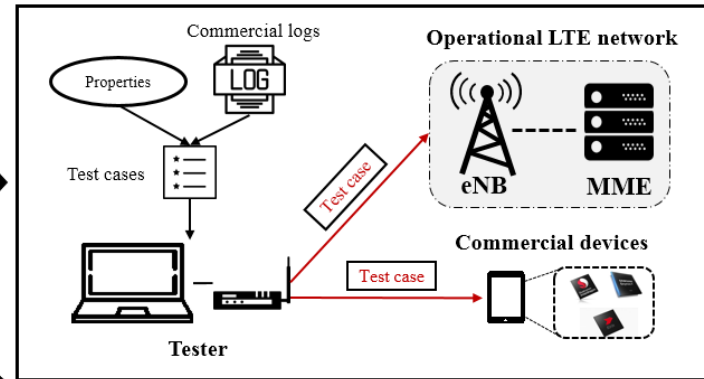 Commercial logs
Operational LTE network
Properties
LOG
Test cases
Test case
eNB
MME
Commercial devices
Test case
Tester